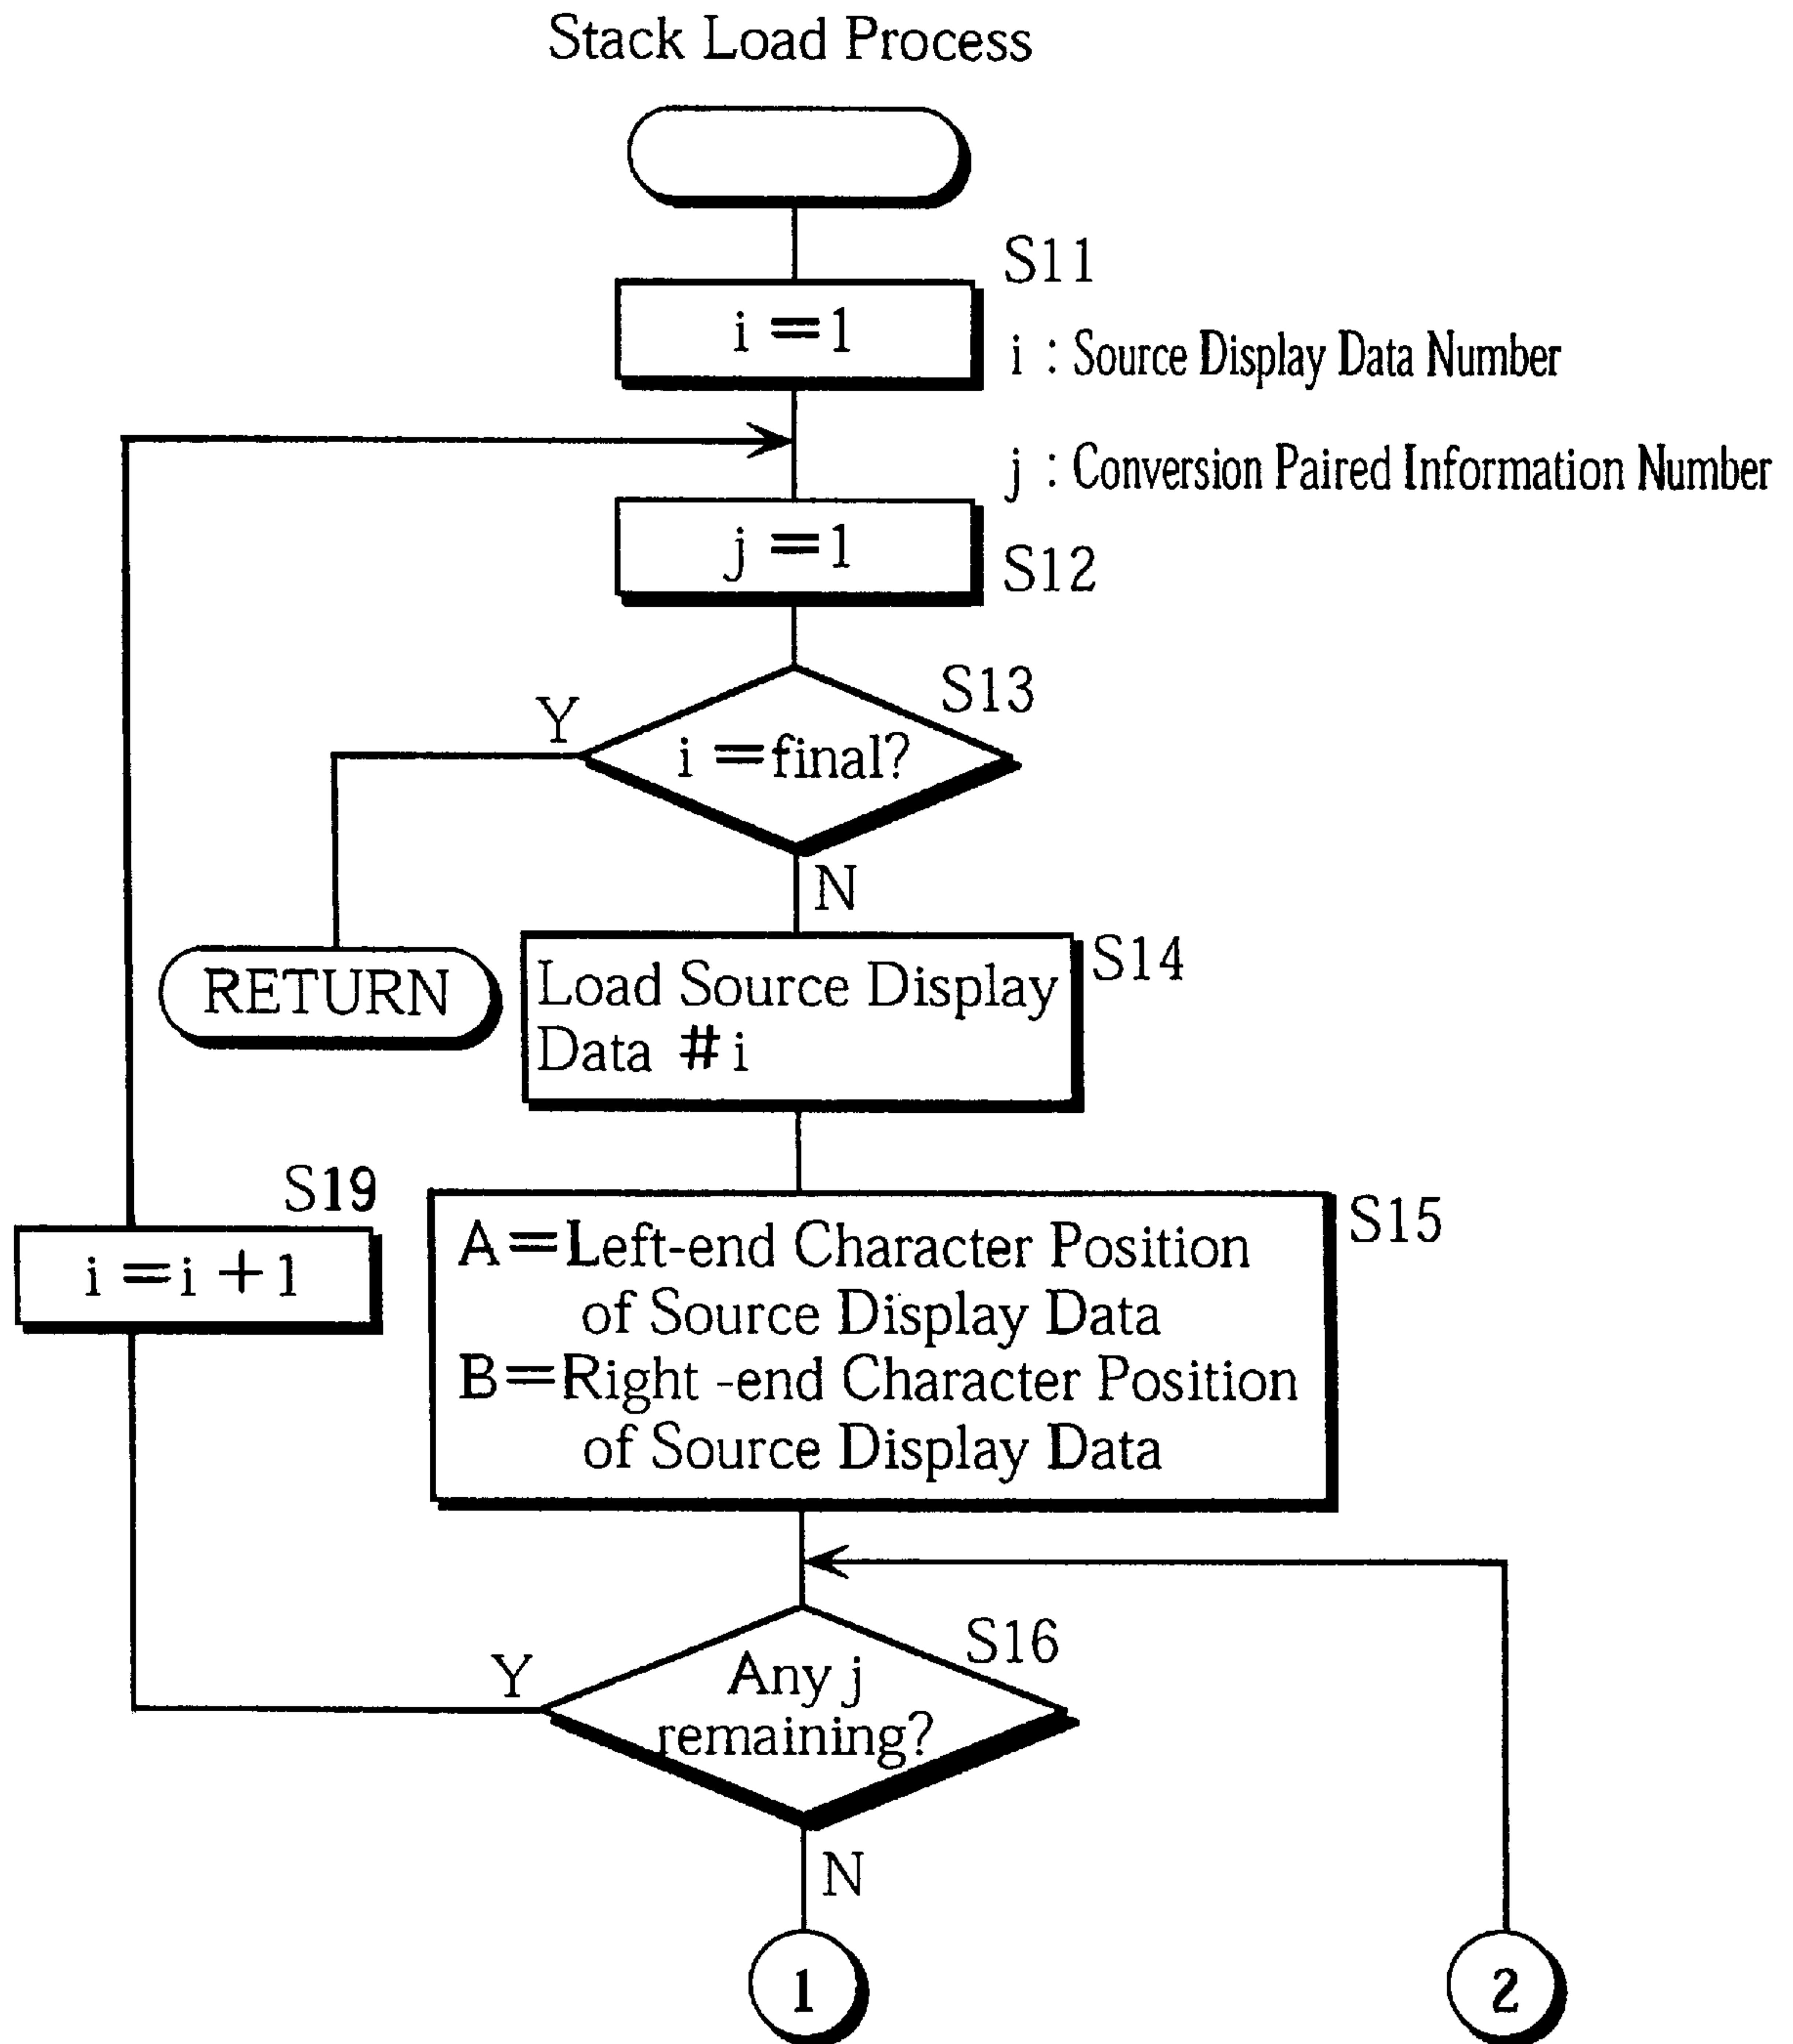 Stack Load Process
S11
i =1
i : Source Display Data Number
j : Conversion Paired Information Number
j =1
S12
S13
Y
i =final?
N
RETURN
S14
Load Source Display
Data #i
S19
i =i +1
S15
A=Left-end Character Position
of Source Display Data
B=Right -end Character Position
of Source Display Data
S16
Y
Any j
remaining?
N
1
2